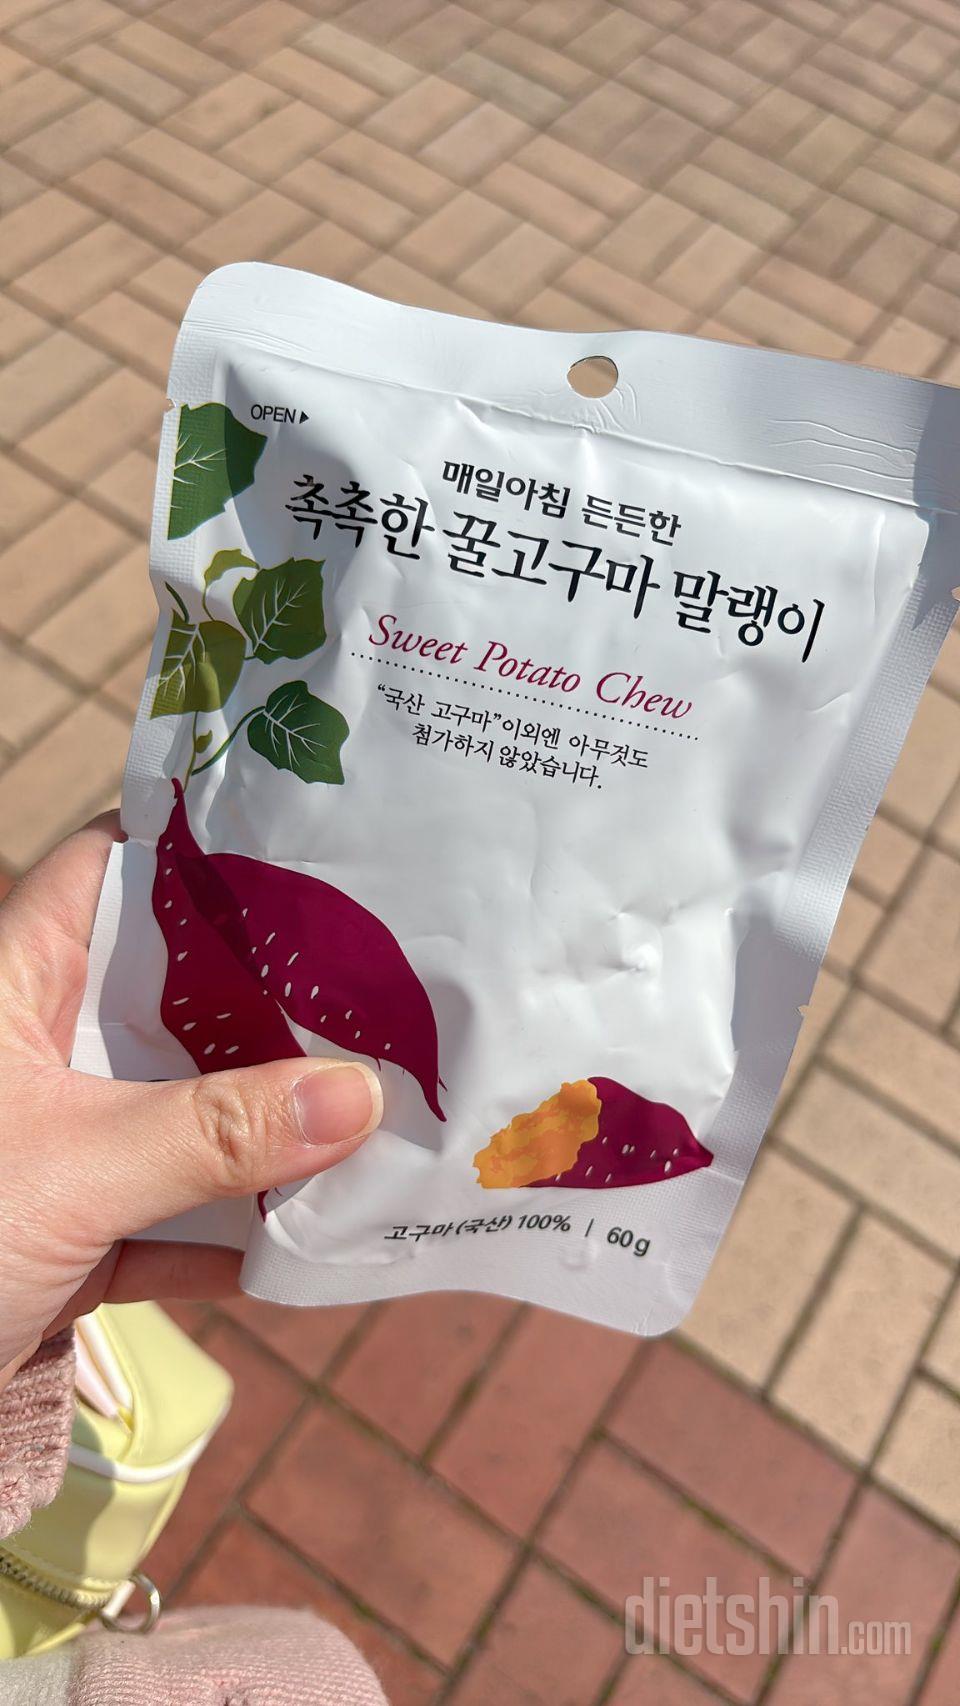 OPEN▶
매일아침 든든한
촉촉한 꿀고구마 말랭이
Sweet Potato Chew
“국산 고구마”이외엔 아무것도
첨가하지 않았습니다.
고구마(국산) 100% | 60g
dietshin.com